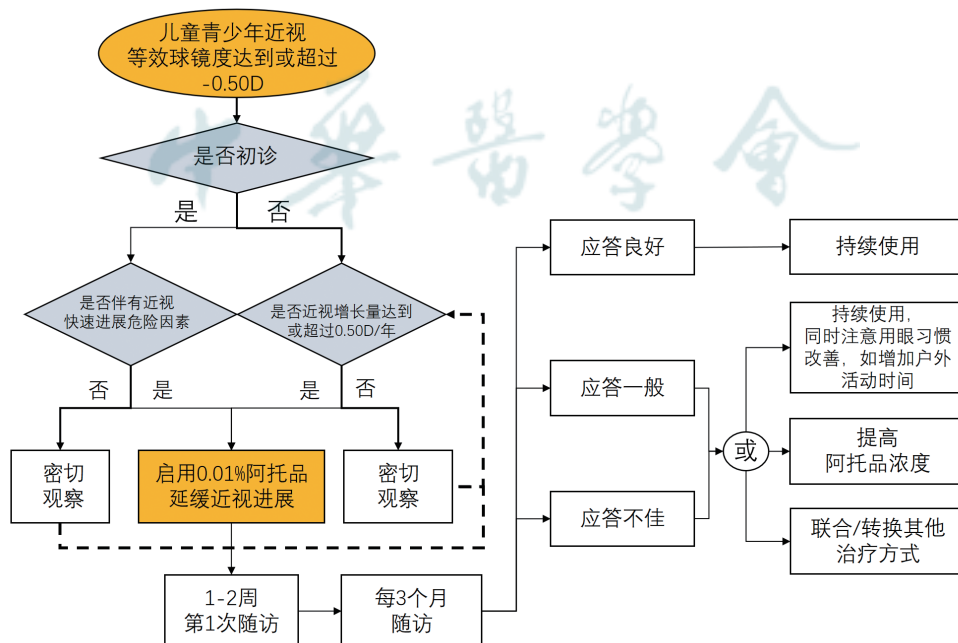 儿童青少年近视
等效球镜度达到或超过
-0.50D
中华醫學會
是否初诊
是
否
是否伴有近视
快速进展危险因素
是否近视增长量达到
或超过0.50D/年
否
是
是
否
密切
观察
启用0.01%阿托品
延缓近视进展
密切
观察
1-2周
第1次随访
每3个月
随访
应答良好
持续使用
应答一般
应答不佳
或
持续使用,
同时注意用眼习惯
改善，如增加户外
活动时间
提高
阿托品浓度
联合/转换其他
治疗方式